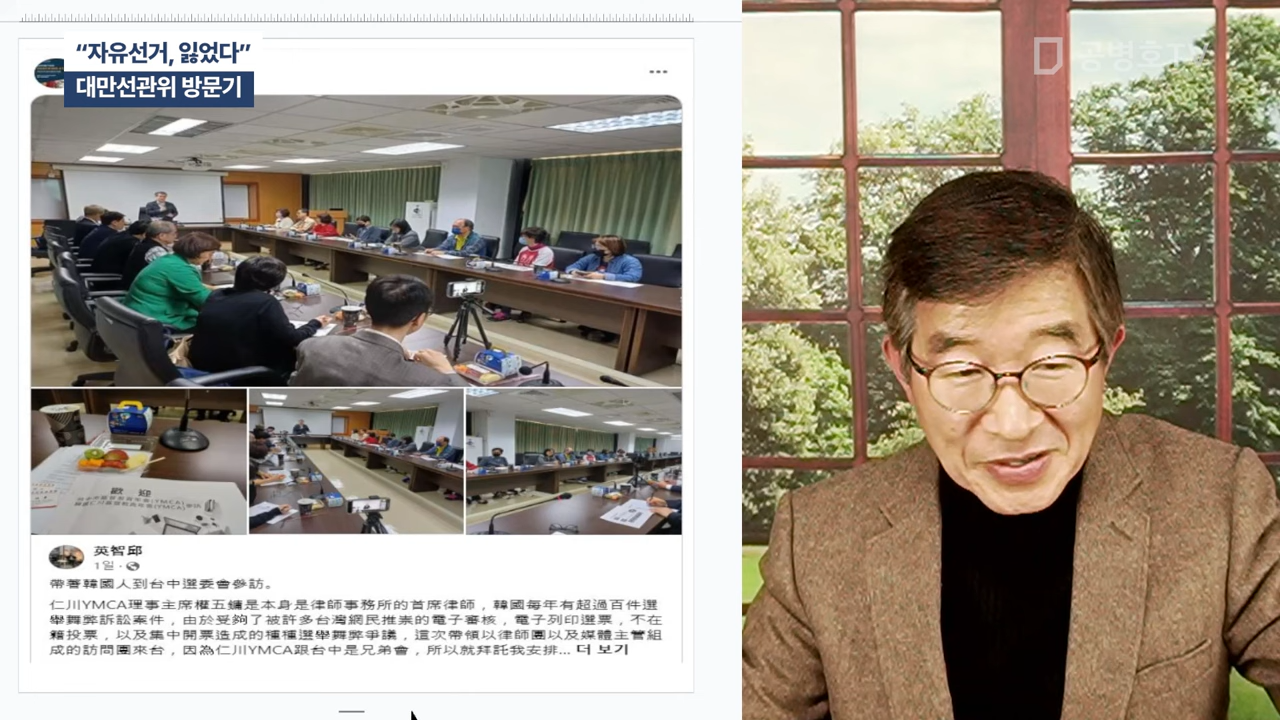 “자유선거, 잃었다”
대만선관위 방문기
공병호TV
歡 迎
英智邱
1일
帶著韓國人到台中選委會參訪。
仁川YMCA理事主席權五鏞是本身是律師事務所的首席律師，韓國每年有超過百件選
舉舞弊訴訟案件，由於受夠了被許多台灣網民推崇的電子審核，電子列印選票，不在
籍投票，以及集中開票造成的種種選舉舞弊爭議，這次帶領以律師團以及媒體主管組
成的訪問團來台，因為仁川YMCA跟台中是兄弟會，所以就拜託我安排... 더 보기